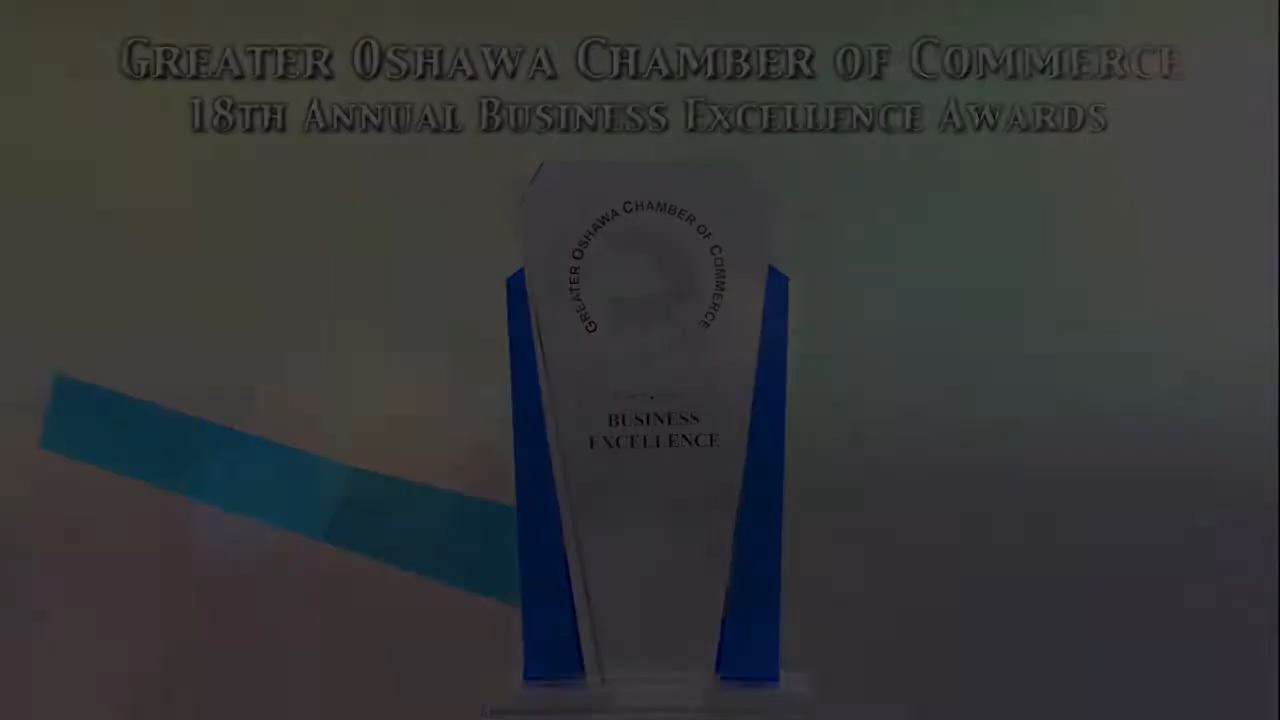 GREATER OSHAWA CHAMBER OF COMMERCE
18TH ANNUAL BUSINESS EXCELLENCE AWARDS
GREATER OSHAWA CHAMBER OF COMMERCE
BUSINESS
EXCELLENCE